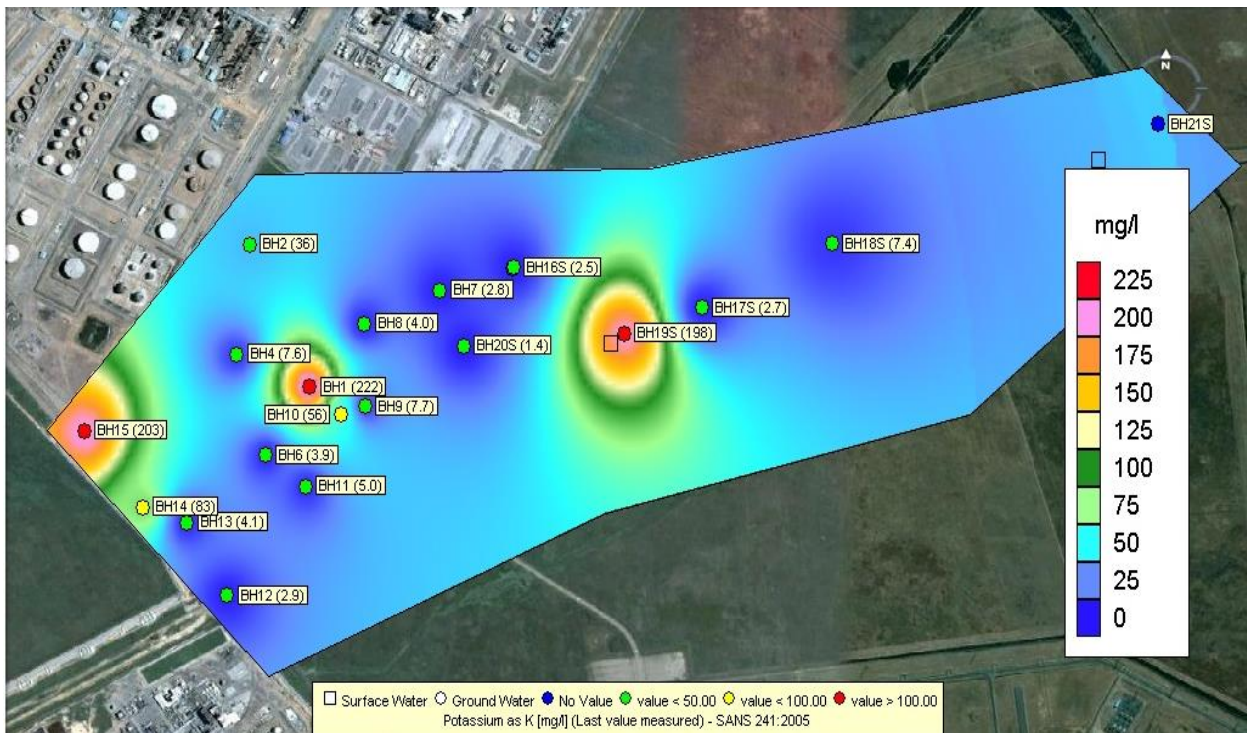 N
BH21S
mg/l
225
200
175
150
125
100
75
50
25
0
BH2 (36)
BH18S (7.4)
BH16S (2.5)
BH7 (2.8)
BH17S (2.7)
BH8 (4.0)
BH19S (198)
BH20S (1.4)
BH4 (7.6)
BH1 (222)
BH10 (56)
BH9 (7.7)
BH15 (203)
BH6 (3.9)
BH11 (5.0)
BH14 (83)
BH13 (4.1)
BH12 (2.9)
Surface Water Ground Water No Value value < 50.00 value < 100.00 value > 100.00
Potassium as K [mg/l] (Last value measured) - SANS 241:2005